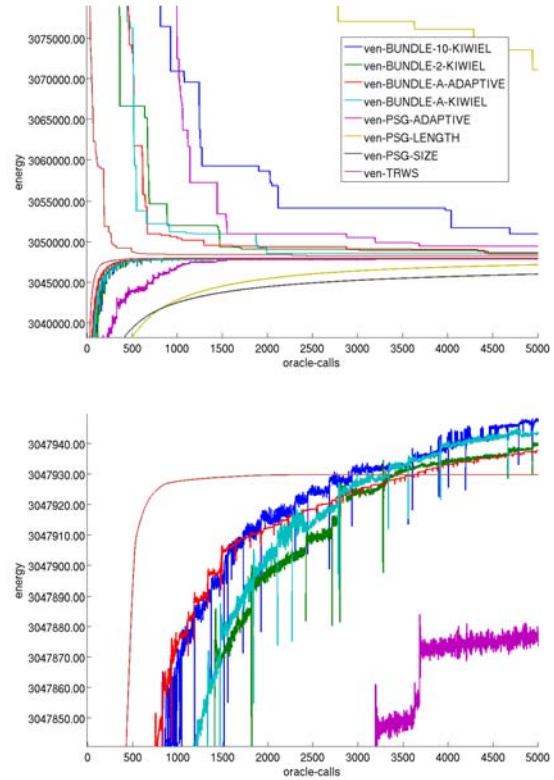 3075000.00
3070000.00
3065000.00
3060000.00
3055000.00
3050000.00
3045000.00
3040000.00
energy
ven-BUNDLE-10-KIWIEL
ven-BUNDLE-2-KIWIEL
ven-BUNDLE-A-ADAPTIVE
ven-BUNDLE-A-KIWIEL
ven-PSG-ADAPTIVE
ven-PSG-LENGTH
ven-PSG-SIZE
ven-TRWS
0 500 1000 1500 2000 2500 3000 3500 4000 4500 5000
oracle-calls
3047940.00
3047930.00
3047920.00
3047910.00
3047900.00
3047890.00
3047880.00
3047870.00
3047860.00
3047850.00
energy
0 500 1000 1500 2000 2500 3000 3500 4000 4500 5000
oracle-calls